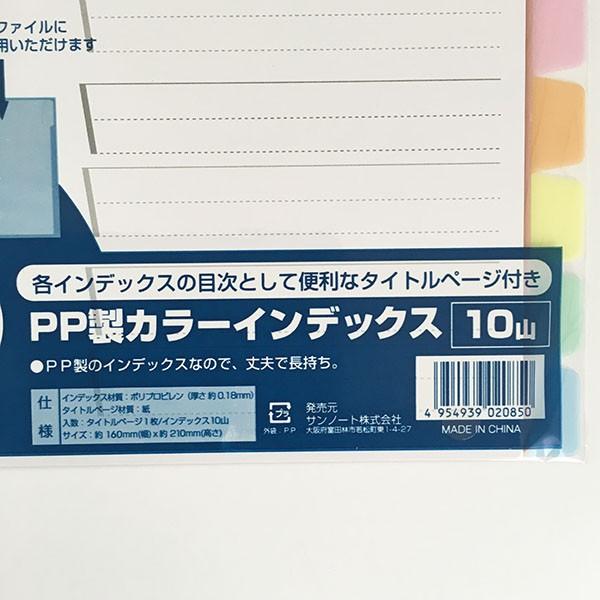 ファイルに
用いただけます
各インデックスの目次として便利なタイトルページ付き
PP製カラーインデックス 10山
●PP製のインデックスなので、丈夫で長持ち。
仕様
インデックス材質:ポリプロピレン(厚さ約0.18mm)
タイトルページ材質:紙
入数:タイトルページ1枚/インデックス10山
サイズ:約160mm(幅)x約210mm(高さ)
プラ
外袋:PP
発売元
サンノート株式会社
大阪府富田林市若松町東1-4-27
4 954939 020850
MADE IN CHINA